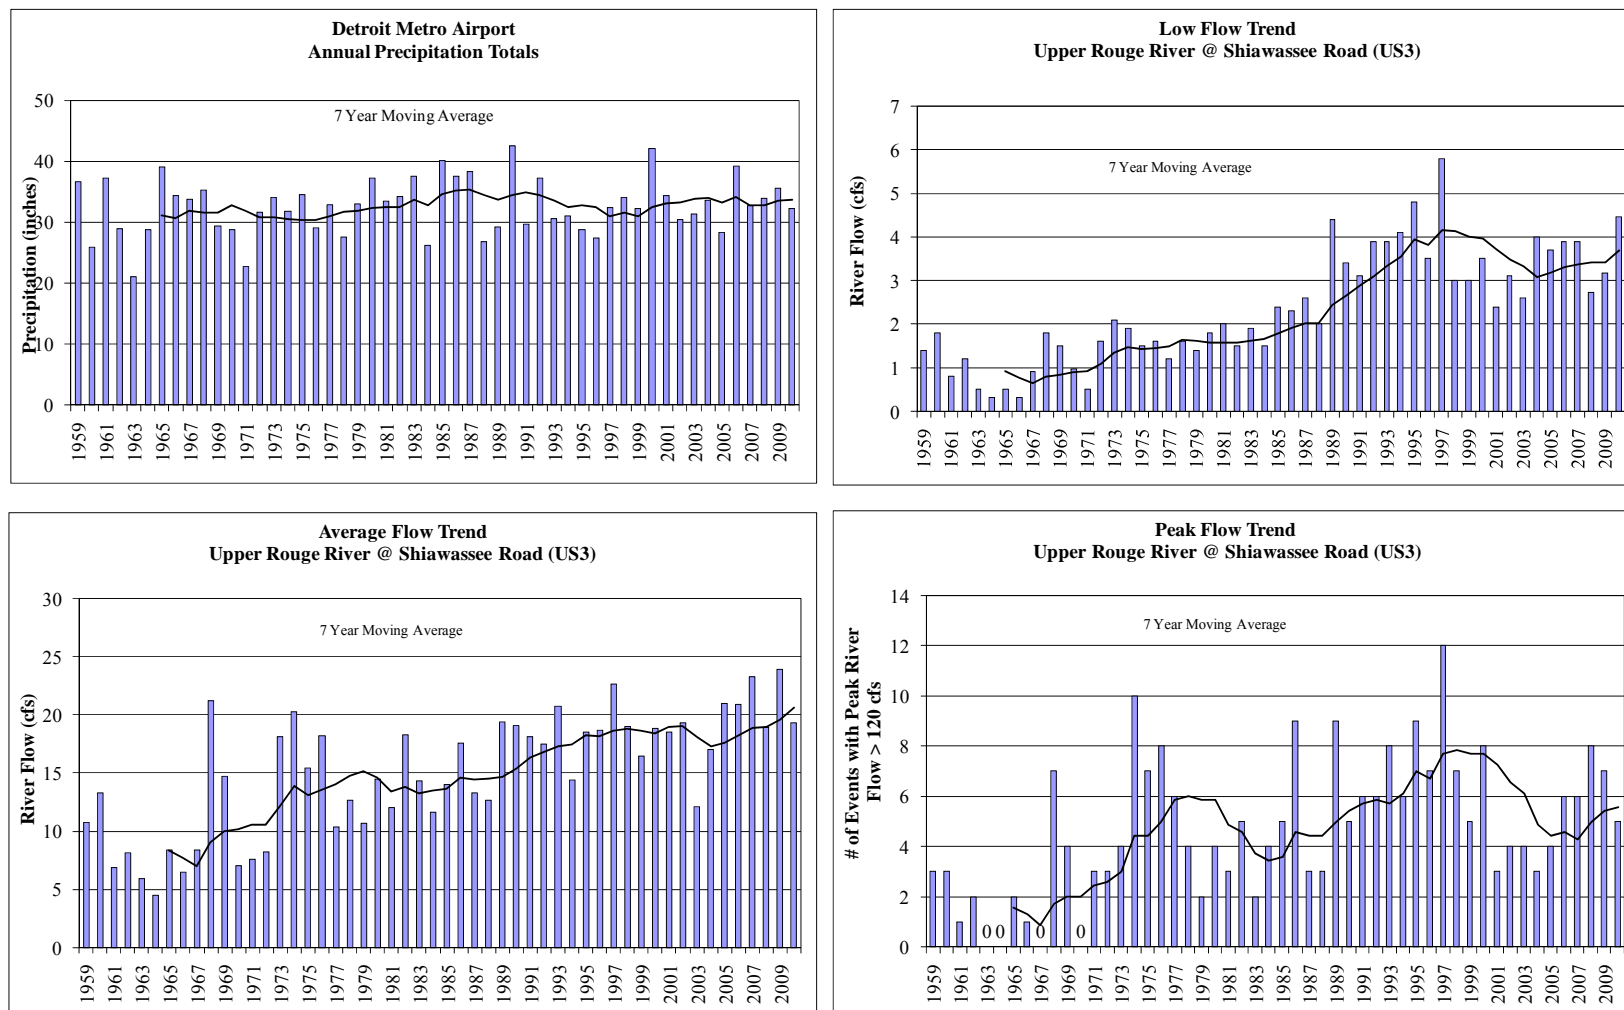 Detroit Metro Airport
Annual Precipitation Totals
7 Year Moving Average
Precipitation (inches)
50
40
30
20
10
0
1959 1961 1963 1965 1967 1969 1971 1973 1975 1977 1979 1981 1983 1985 1987 1989 1991 1993 1995 1997 1999 2001 2003 2005 2007 2009
Low Flow Trend
Upper Rouge River @ Shiawassee Road (US3)
7 Year Moving Average
River Flow (cfs)
7
6
5
4
3
2
1
0
1959 1961 1963 1965 1967 1969 1971 1973 1975 1977 1979 1981 1983 1985 1987 1989 1991 1993 1995 1997 1999 2001 2003 2005 2007 2009
Average Flow Trend
Upper Rouge River @ Shiawassee Road (US3)
7 Year Moving Average
River Flow (cfs)
30
25
20
15
10
5
0
1959 1961 1963 1965 1967 1969 1971 1973 1975 1977 1979 1981 1983 1985 1987 1989 1991 1993 1995 1997 1999 2001 2003 2005 2007 2009
Peak Flow Trend
Upper Rouge River @ Shiawassee Road (US3)
7 Year Moving Average
# of Events with Peak River
Flow > 120 cfs
14
12
10
8
6
4
2
0
0 0 0 0
1959 1961 1963 1965 1967 1969 1971 1973 1975 1977 1979 1981 1983 1985 1987 1989 1991 1993 1995 1997 1999 2001 2003 2005 2007 2009